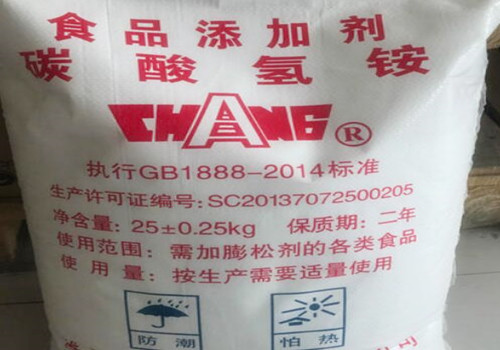 食品添加剂
碳酸氢铵
CHANG®
执行GB1888-2014标准
生产许可证编号: SC20137072500205
净含量: 25±0.25kg 保质期: 二年
使用范围: 需加膨松剂的各类食品
使用量: 按生产需要适量使用
防潮 怕热